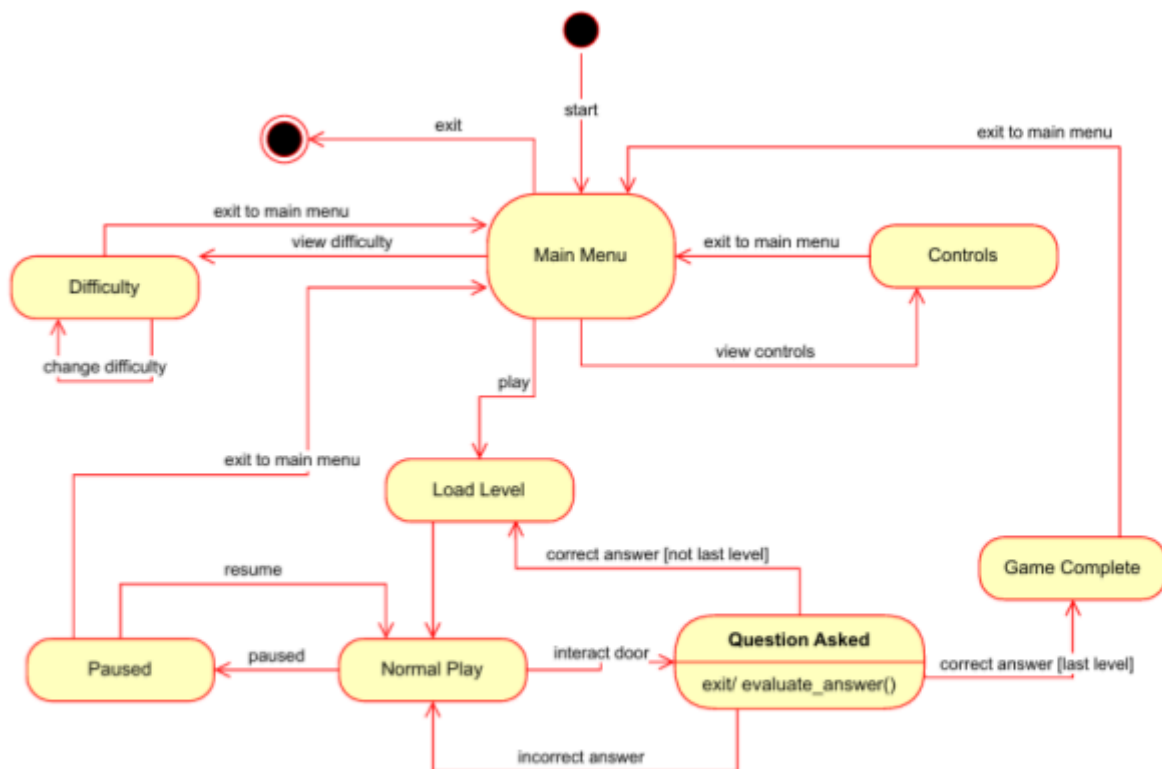 start
exit
exit to main menu
exit to main menu
view difficulty
Main Menu
exit to main menu
Controls
Difficulty
change difficulty
view controls
play
exit to main menu
Load Level
correct answer [not last level]
Game Complete
resume
Question Asked
Paused
paused
Normal Play
interact door
exit/ evaluate_answer()
correct answer [last level]
incorrect answer